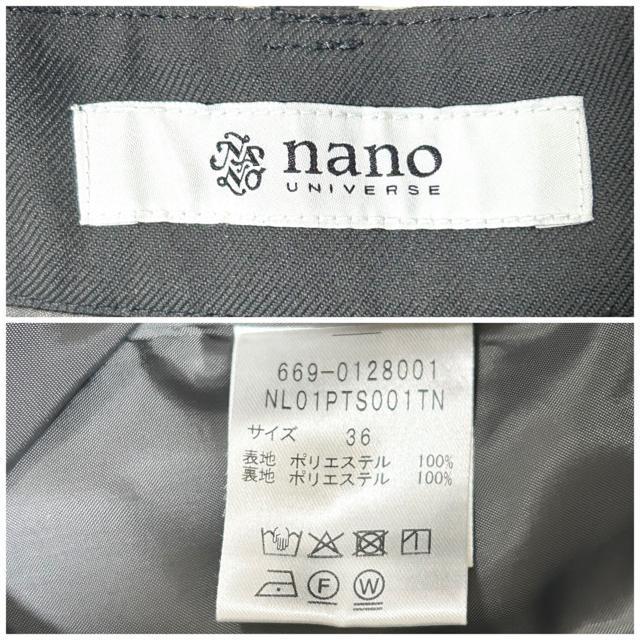 nano
UNIVERSE
669-0128001
NL01PTS001TN
サイズ 36
表地 ポリエステル 100%
裏地 ポリエステル 100%
F W